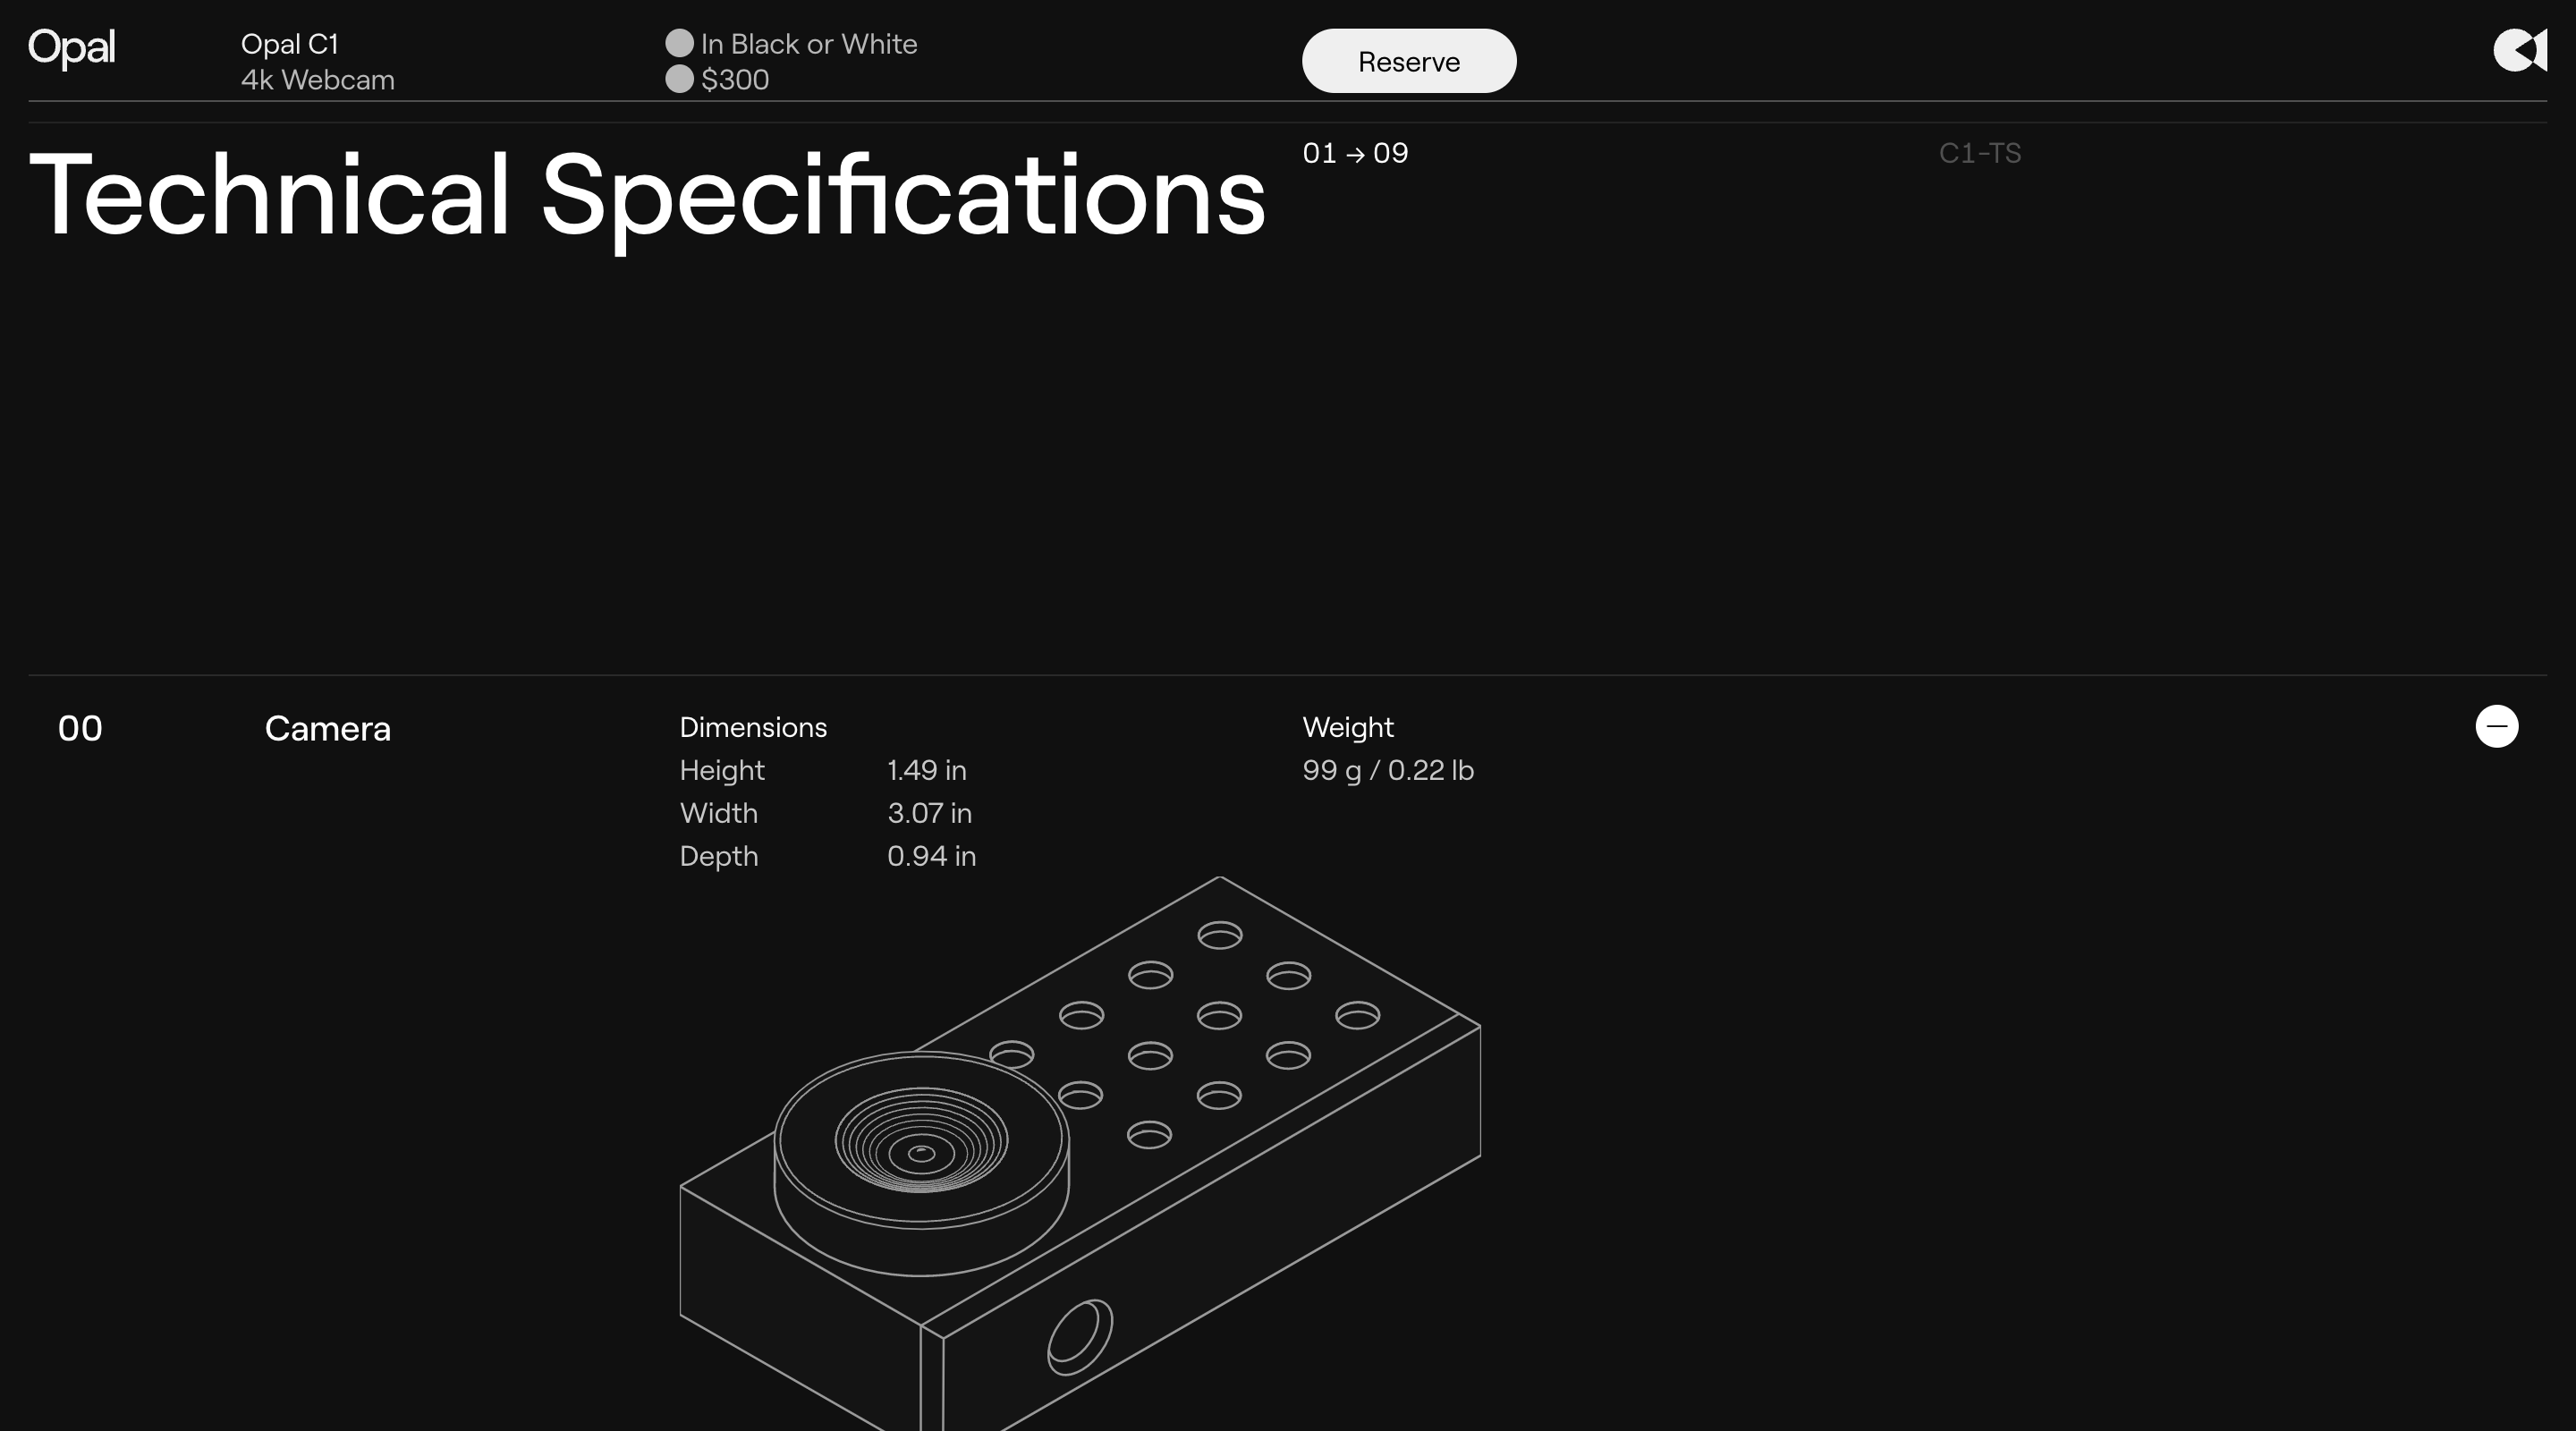 Opal
Opal C1
4k Webcam
In Black or White
$300
Reserve
Technical Specifications
01 → 09
C1-TS
00
Camera
Dimensions
Height 1.49 in
Width 3.07 in
Depth 0.94 in
Weight
99 g / 0.22 lb